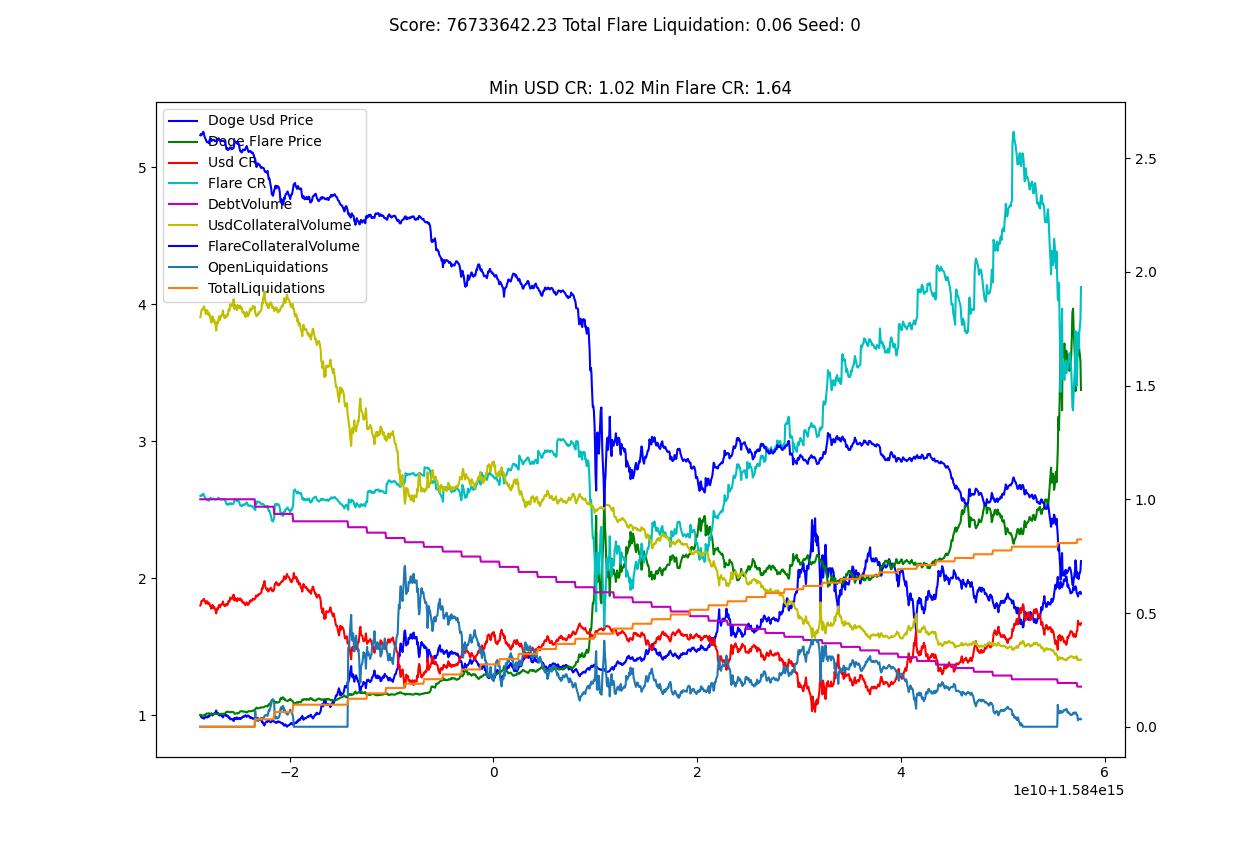 Score: 76733642.23 Total Flare Liquidation: 0.06 Seed: 0
Min USD CR: 1.02 Min Flare CR: 1.64
Doge Usd Price
Doge Flare Price
Usd CR
Flare CR
DebtVolume
UsdCollateralVolume
FlareCollateralVolume
OpenLiquidations
TotalLiquidations
5
4
3
2
1
2.5
2.0
1.5
1.0
0.5
0.0
−2
0
2
4
6
1e10+1.584e15